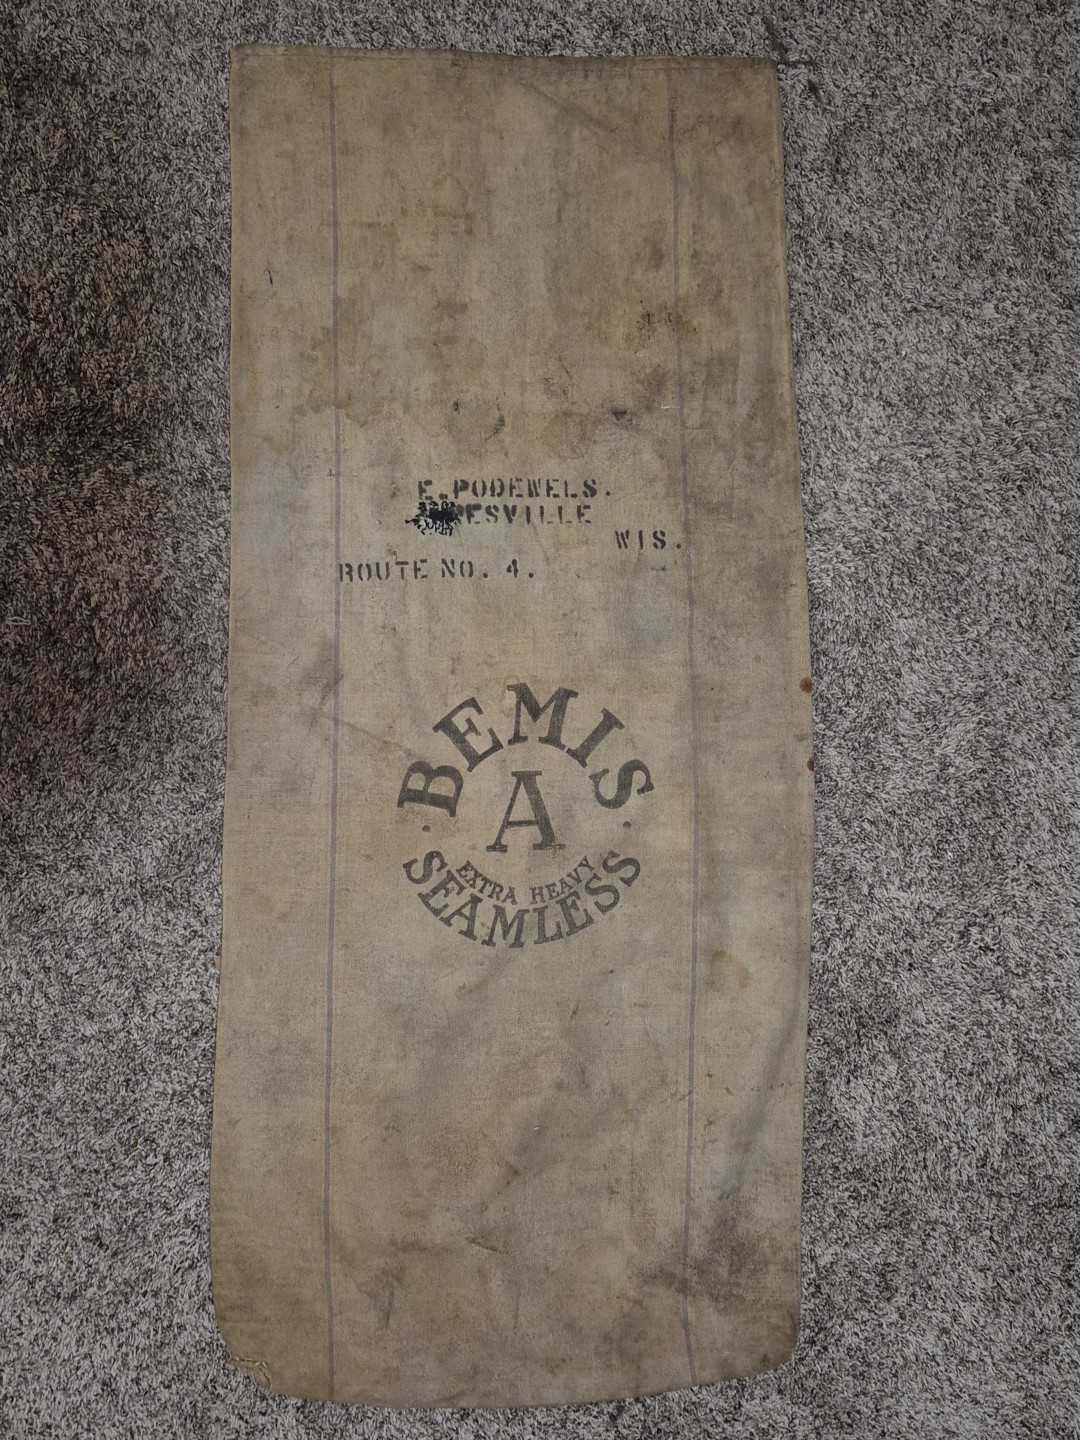 E. PODEWELS.
WIS.
ROUTE NO. 4.
BEMIS
A
EXTRA HEAVY
SEAMLESS